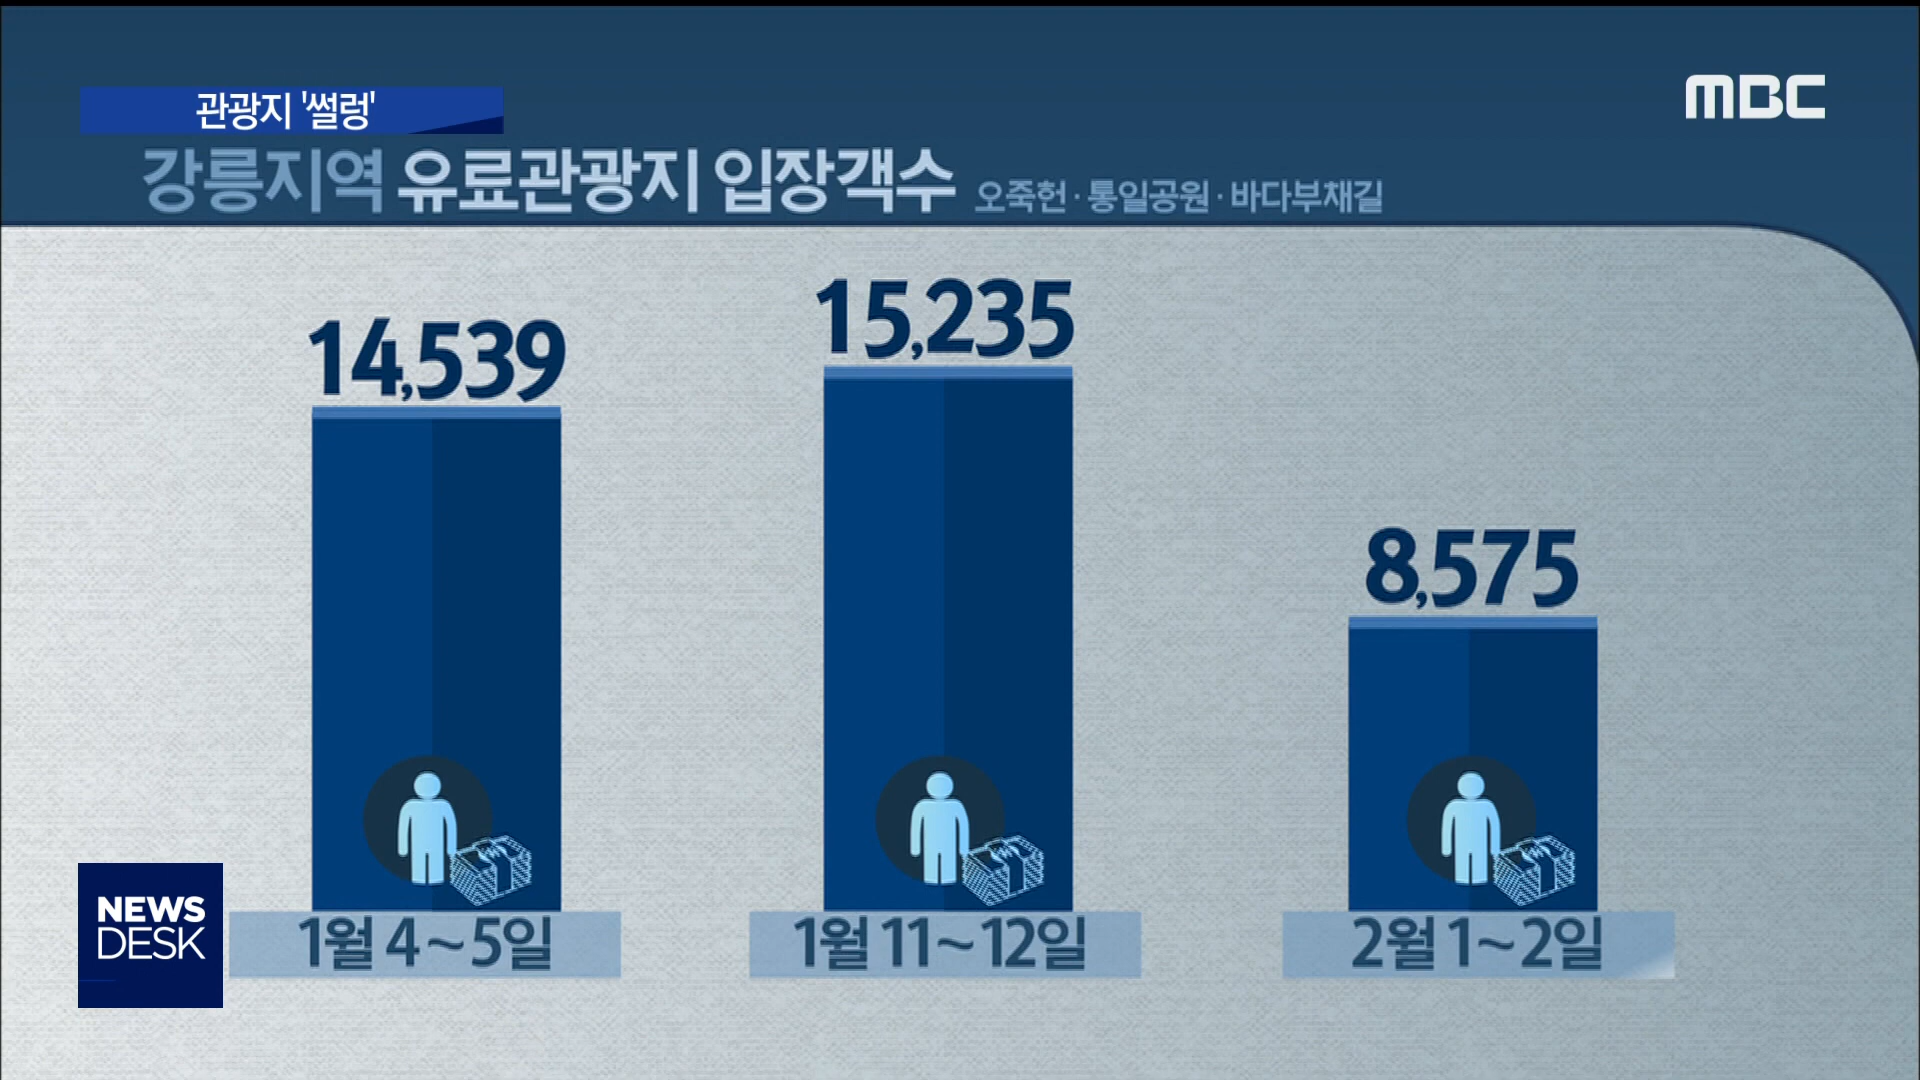 관광지 '썰렁'
MBC
강릉지역 유료관광지 입장객수 오죽헌·통일공원·바다부채길
14,539
15,235
8,575
1월 4~5일
1월 11~12일
2월 1~2일
NEWS
DESK